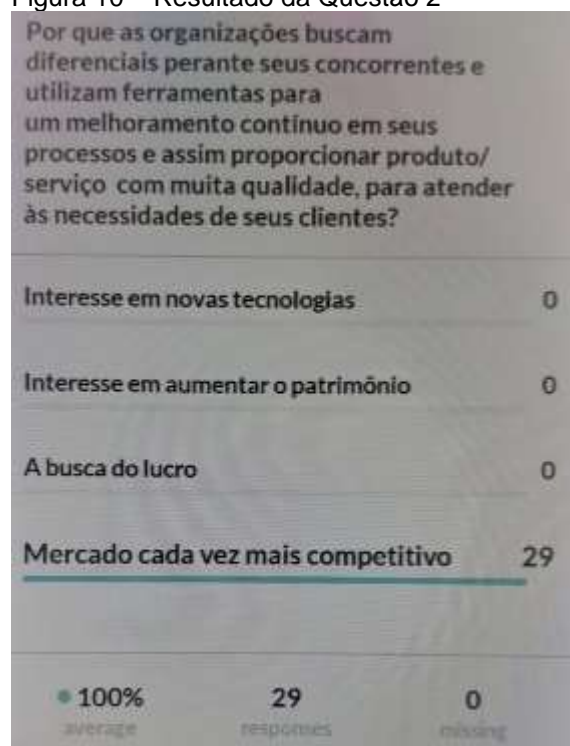 Figura 10 – Resultado da Questão 2
Por que as organizações buscam
diferenciais perante seus concorrentes e
utilizam ferramentas para
um melhoramento contínuo em seus
processos e assim proporcionar produto/
serviço com muita qualidade, para atender
às necessidades de seus clientes?
Interesse em novas tecnologias 0
Interesse em aumentar o patrimônio 0
A busca do lucro 0
Mercado cada vez mais competitivo 29
100% 29 0
average responses missing